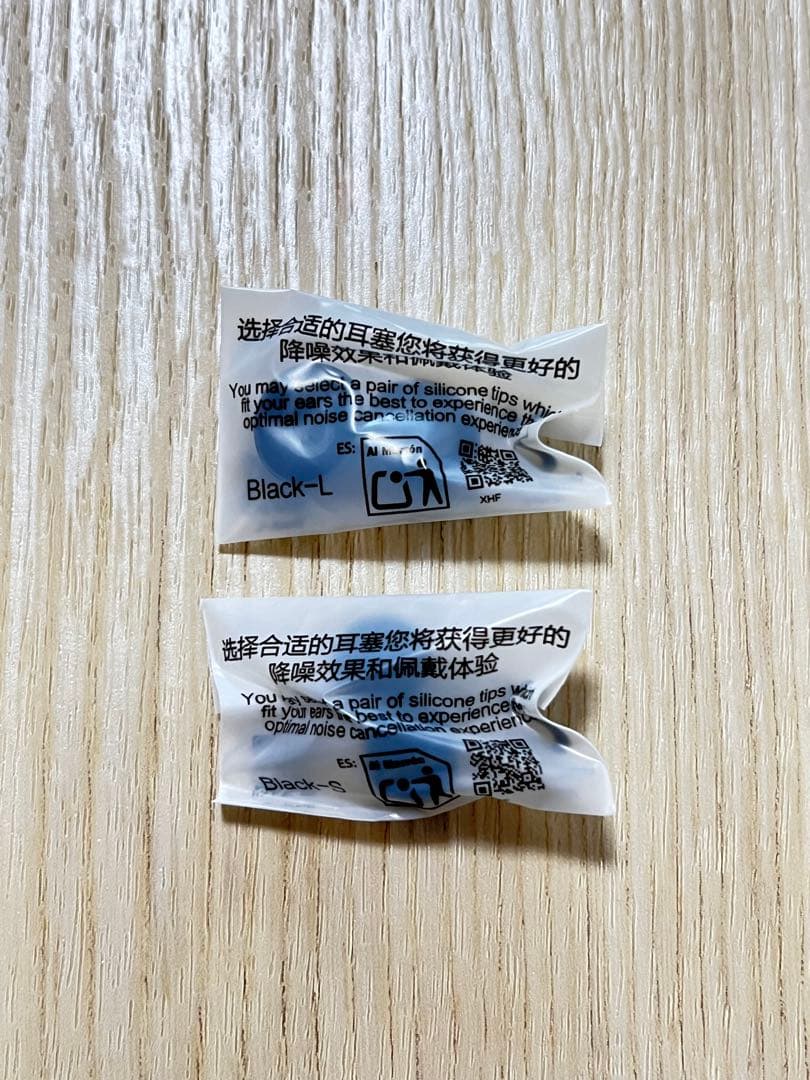 选择合适的耳塞您将获得更好的
降噪效果和佩戴体验
You may select a pair of silicone tips
fit your ears the best to experience
optimal noise cancellation
ES:
Al
Black-L
XHF
选择合适的耳塞您将获得更好的
降噪效果和佩戴体验
You a pair of silicone tips
fit your ears the best to experience
optimal noise cancellation
ES:
Al Marrón
Black-S